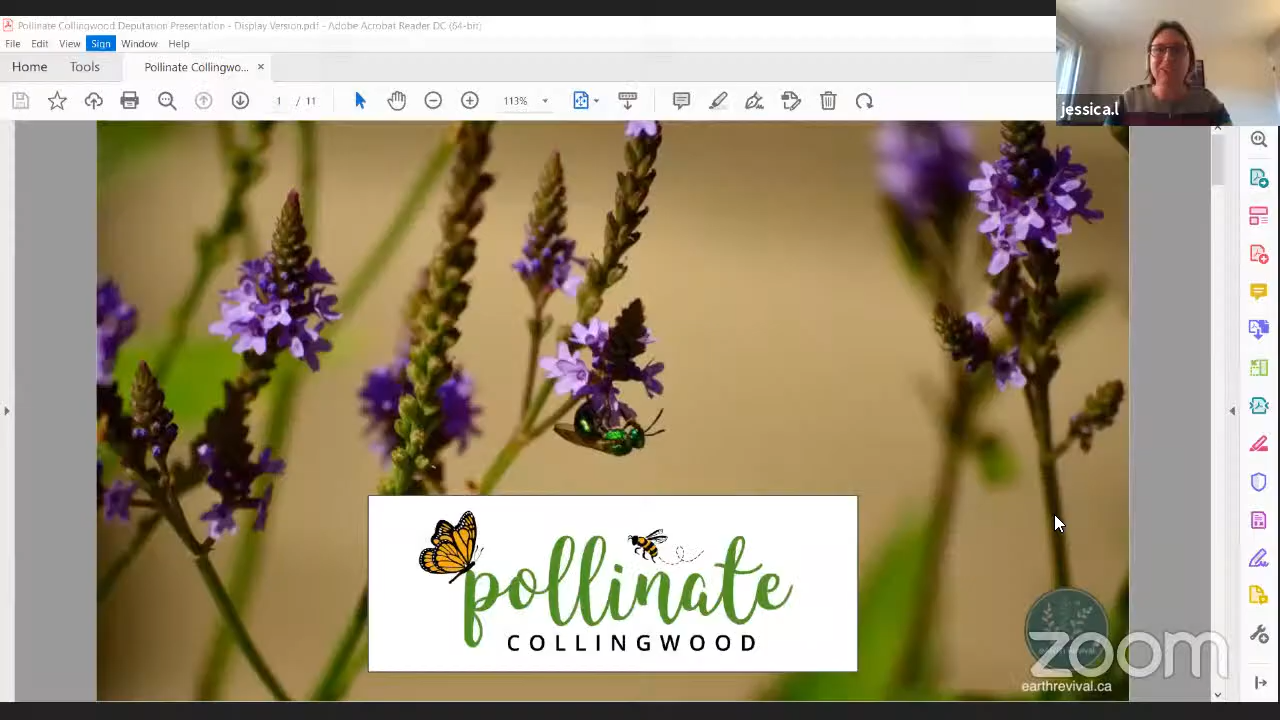 Pollinate Collingwood Deputation Presentation - Display Version.pdf - Adobe Acrobat Reader DC (64-bit)
File Edit View Sign Window Help
Home Tools Pollinate Collingwo... ×
1 / 11 113%
jessica.l
pollinate
COLLINGWOOD
zoom
earthrevival.ca